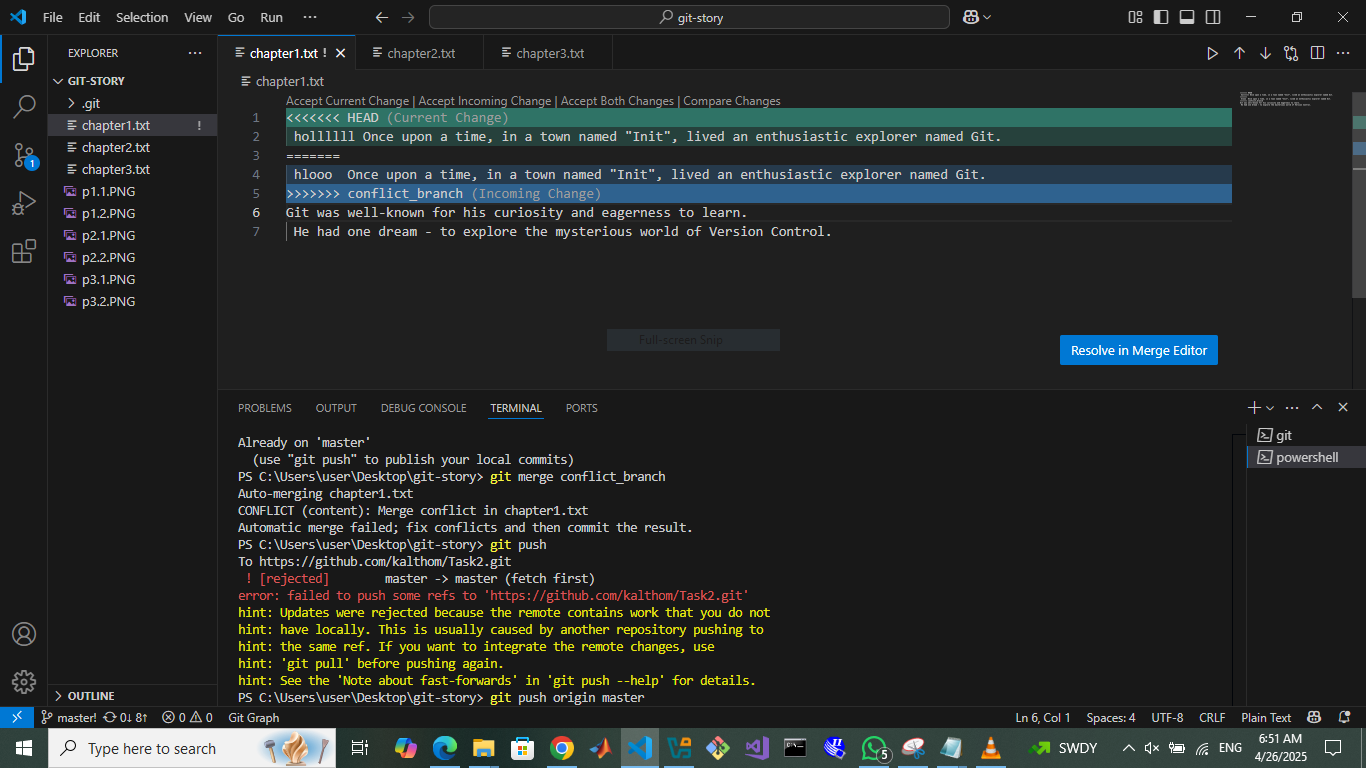 File Edit Selection View Go Run ··· git-story
EXPLORER ···
GIT-STORY
.git
chapter1.txt !
chapter2.txt
chapter3.txt
p1.1.PNG
p1.2.PNG
p2.1.PNG
p2.2.PNG
p3.1.PNG
p3.2.PNG
OUTLINE
1
chapter1.txt ! chapter2.txt chapter3.txt
chapter1.txt
Accept Current Change | Accept Incoming Change | Accept Both Changes | Compare Changes
1 <<<<<<< HEAD (Current Change)
2 hollllll Once upon a time, in a town named "Init", lived an enthusiastic explorer named Git.
3 =======
4 hlooo  Once upon a time, in a town named "Init", lived an enthusiastic explorer named Git.
5 >>>>>>> conflict_branch (Incoming Change)
6 Git was well-known for his curiosity and eagerness to learn.
7 He had one dream - to explore the mysterious world of Version Control.
Full-screen Snip
Resolve in Merge Editor
PROBLEMS OUTPUT DEBUG CONSOLE TERMINAL PORTS
git
powershell
Already on 'master'
(use "git push" to publish your local commits)
PS C:\Users\user\Desktop\git-story> git merge conflict_branch
Auto-merging chapter1.txt
CONFLICT (content): Merge conflict in chapter1.txt
Automatic merge failed; fix conflicts and then commit the result.
PS C:\Users\user\Desktop\git-story> git push
To https://github.com/kalthom/Task2.git
! [rejected]        master -> master (fetch first)
error: failed to push some refs to 'https://github.com/kalthom/Task2.git'
hint: Updates were rejected because the remote contains work that you do not
hint: have locally. This is usually caused by another repository pushing to
hint: the same ref. If you want to integrate the remote changes, use
hint: 'git pull' before pushing again.
hint: See the 'Note about fast-forwards' in 'git push --help' for details.
PS C:\Users\user\Desktop\git-story> git push origin master
master! 0↓ 8↑ 0 0 Git Graph Ln 6, Col 1 Spaces: 4 UTF-8 CRLF Plain Text
Type here to search 5 SWDY ENG 6:51 AM
4/26/2025